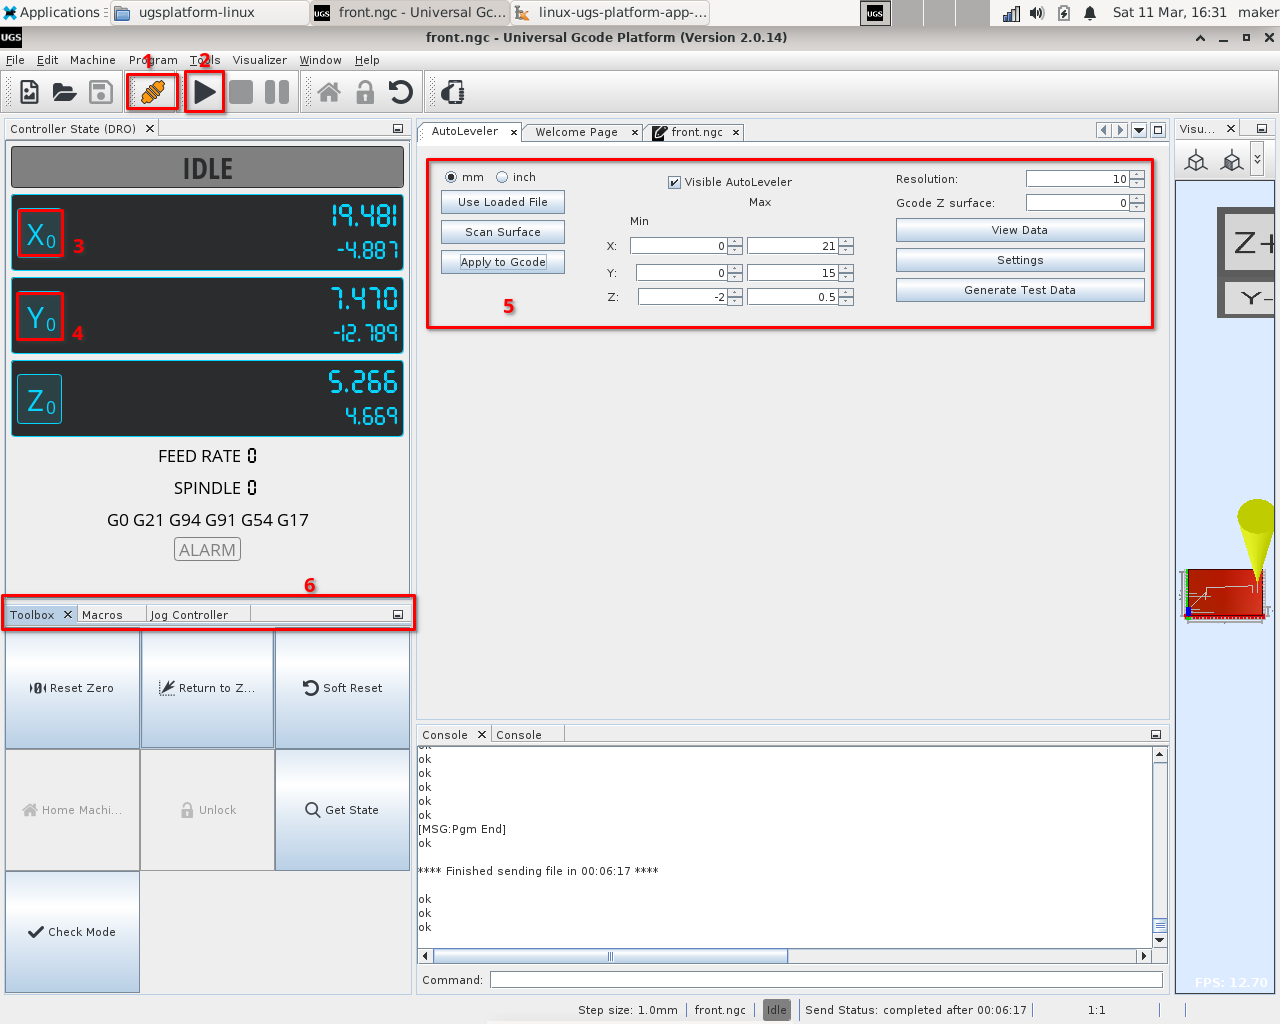 Applications ugsplatform-linux UGS front.ngc - Universal Gc... linux-ugs-platform-app-... UGS Sat 11 Mar, 16:31 maker
UGS front.ngc - Universal Gcode Platform (Version 2.0.14)
File Edit Machine Program Tools Visualizer Window Help
1 2
Controller State (DRO)
IDLE
X0 3 19.481
-4.887
Y0 4 7.470
-12.789
Z0 5.266
4.669
FEED RATE 0
SPINDLE 0
G0 G21 G94 G91 G54 G17
ALARM
6
Toolbox Macros Jog Controller
Reset Zero Return to Z... Soft Reset
Home Machi... Unlock Get State
Check Mode
AutoLeveler Welcome Page front.ngc
mm inch
Use Loaded File
Scan Surface
Apply to Gcode
5
Visible AutoLeveler
Min Max
X: 0 21
Y: 0 15
Z: -2 0.5
Resolution: 10
Gcode Z surface: 0
View Data
Settings
Generate Test Data
Console Console
ok
ok
ok
ok
ok
ok
[MSG:Pgm End]
ok
**** Finished sending file in 00:06:17 ****
ok
ok
ok
Command:
Visu...
Z+
Y-
FPS: 12.70
Step size: 1.0mm front.ngc Idle Send Status: completed after 00:06:17 1:1